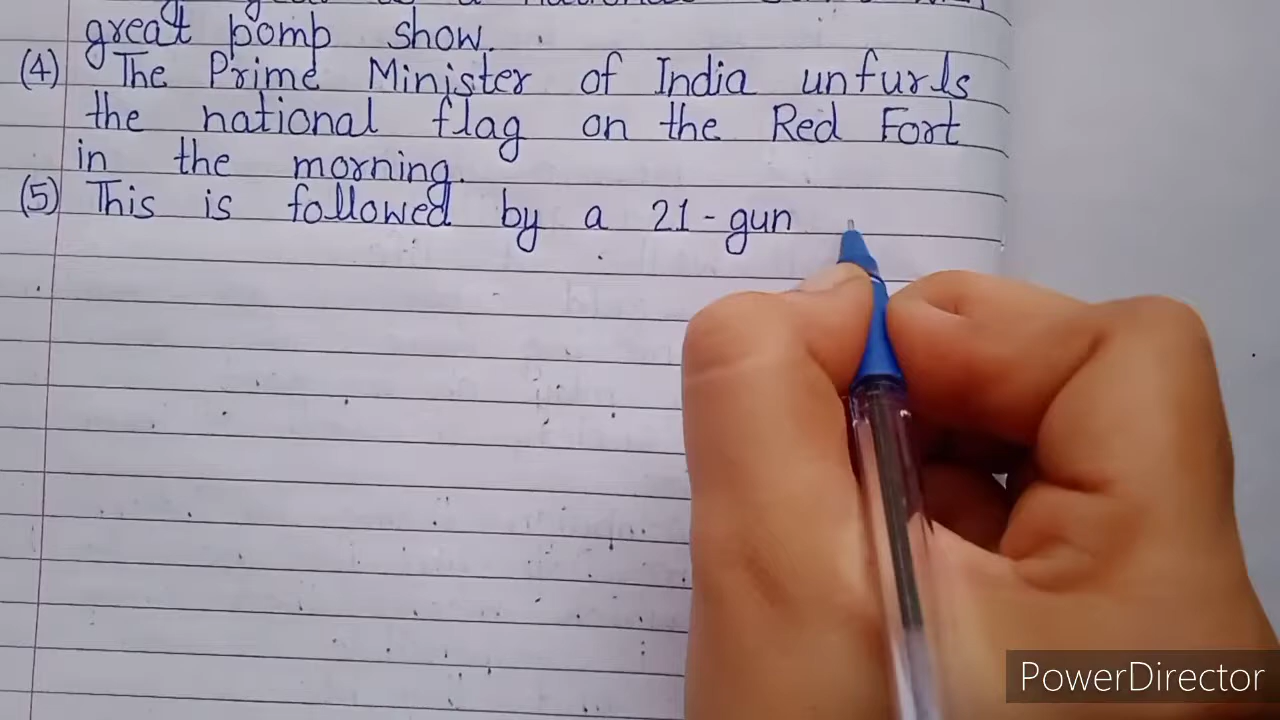 great pomp show.
(4) The Prime Minister of India unfurls
the national flag on the Red Fort
in the morning.
(5) This is followed by a 21-gun
PowerDirector